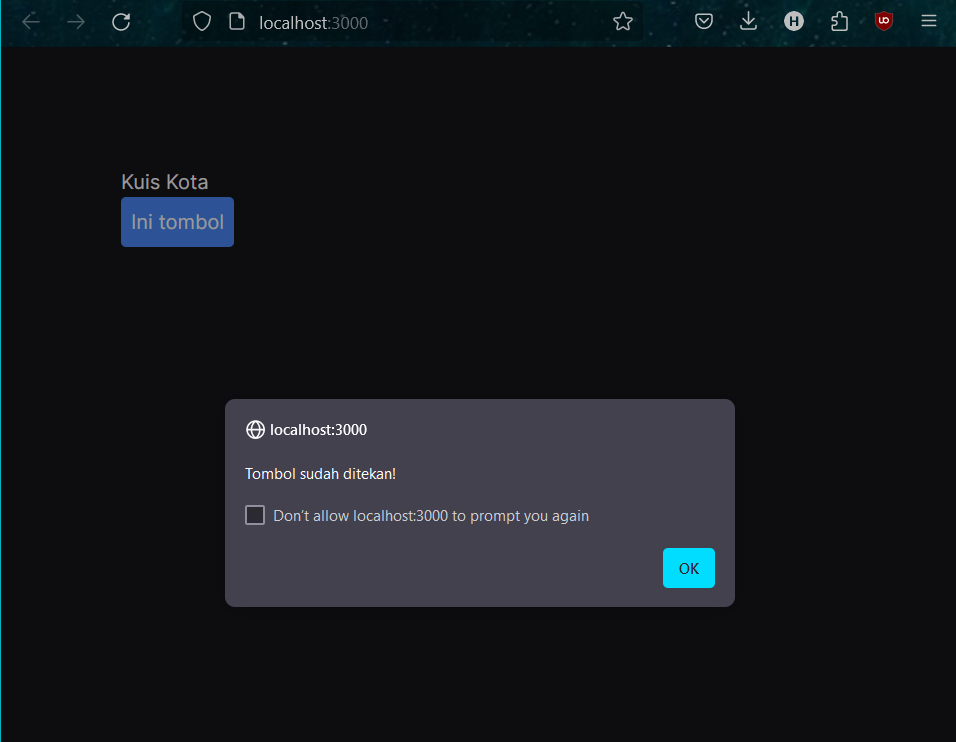 localhost:3000
H
uo
Kuis Kota
Ini tombol
localhost:3000
Tombol sudah ditekan!
Don't allow localhost:3000 to prompt you again
OK